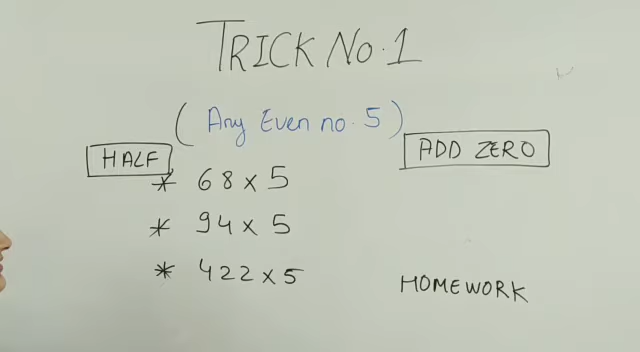 TRICK No. 1
(Any Even no. 5)
HALF
ADD ZERO
* 68 x 5
* 94 x 5
* 422 x 5
HOMEWORK